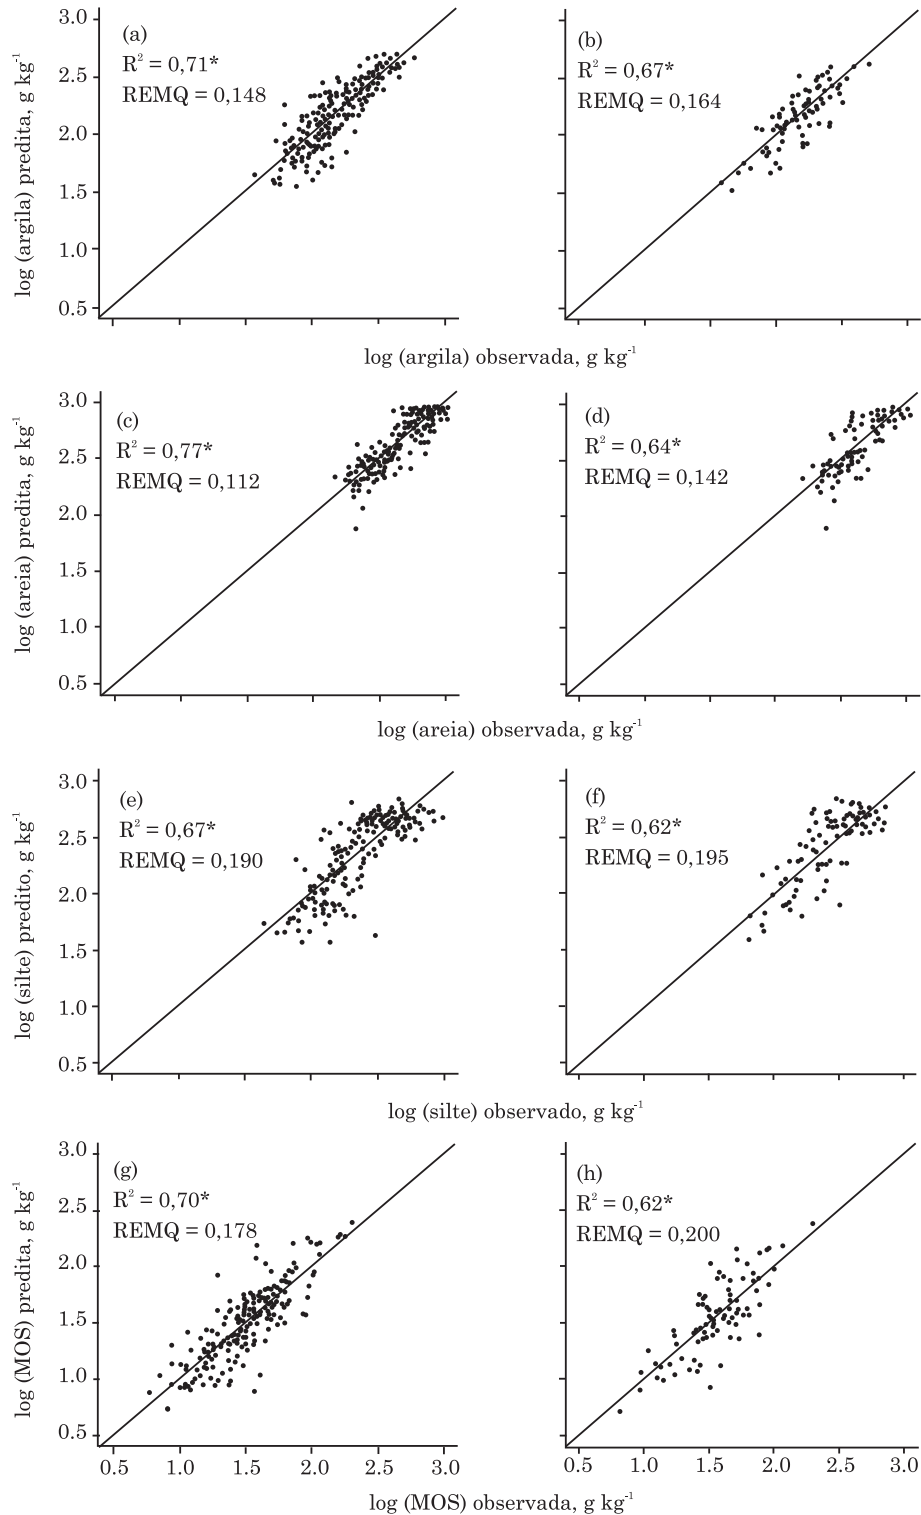 3.0
2.5
2.0
1.5
1.0
0.5
log (argila) predita, g kg⁻¹
(a)
R² = 0,71*
REMQ = 0,148
(b)
R² = 0,67*
REMQ = 0,164
log (argila) observada, g kg⁻¹
3.0
2.5
2.0
1.5
1.0
0.5
log (areia) predita, g kg⁻¹
(c)
R² = 0,77*
REMQ = 0,112
(d)
R² = 0,64*
REMQ = 0,142
log (areia) observada, g kg⁻¹
3.0
2.5
2.0
1.5
1.0
0.5
log (silte) predito, g kg⁻¹
(e)
R² = 0,67*
REMQ = 0,190
(f)
R² = 0,62*
REMQ = 0,195
log (silte) observado, g kg⁻¹
3.0
2.5
2.0
1.5
1.0
0.5
log (MOS) predita, g kg⁻¹
(g)
R² = 0,70*
REMQ = 0,178
(h)
R² = 0,62*
REMQ = 0,200
0.5 1.0 1.5 2.0 2.5 3.0
0.5 1.0 1.5 2.0 2.5 3.0
log (MOS) observada, g kg⁻¹